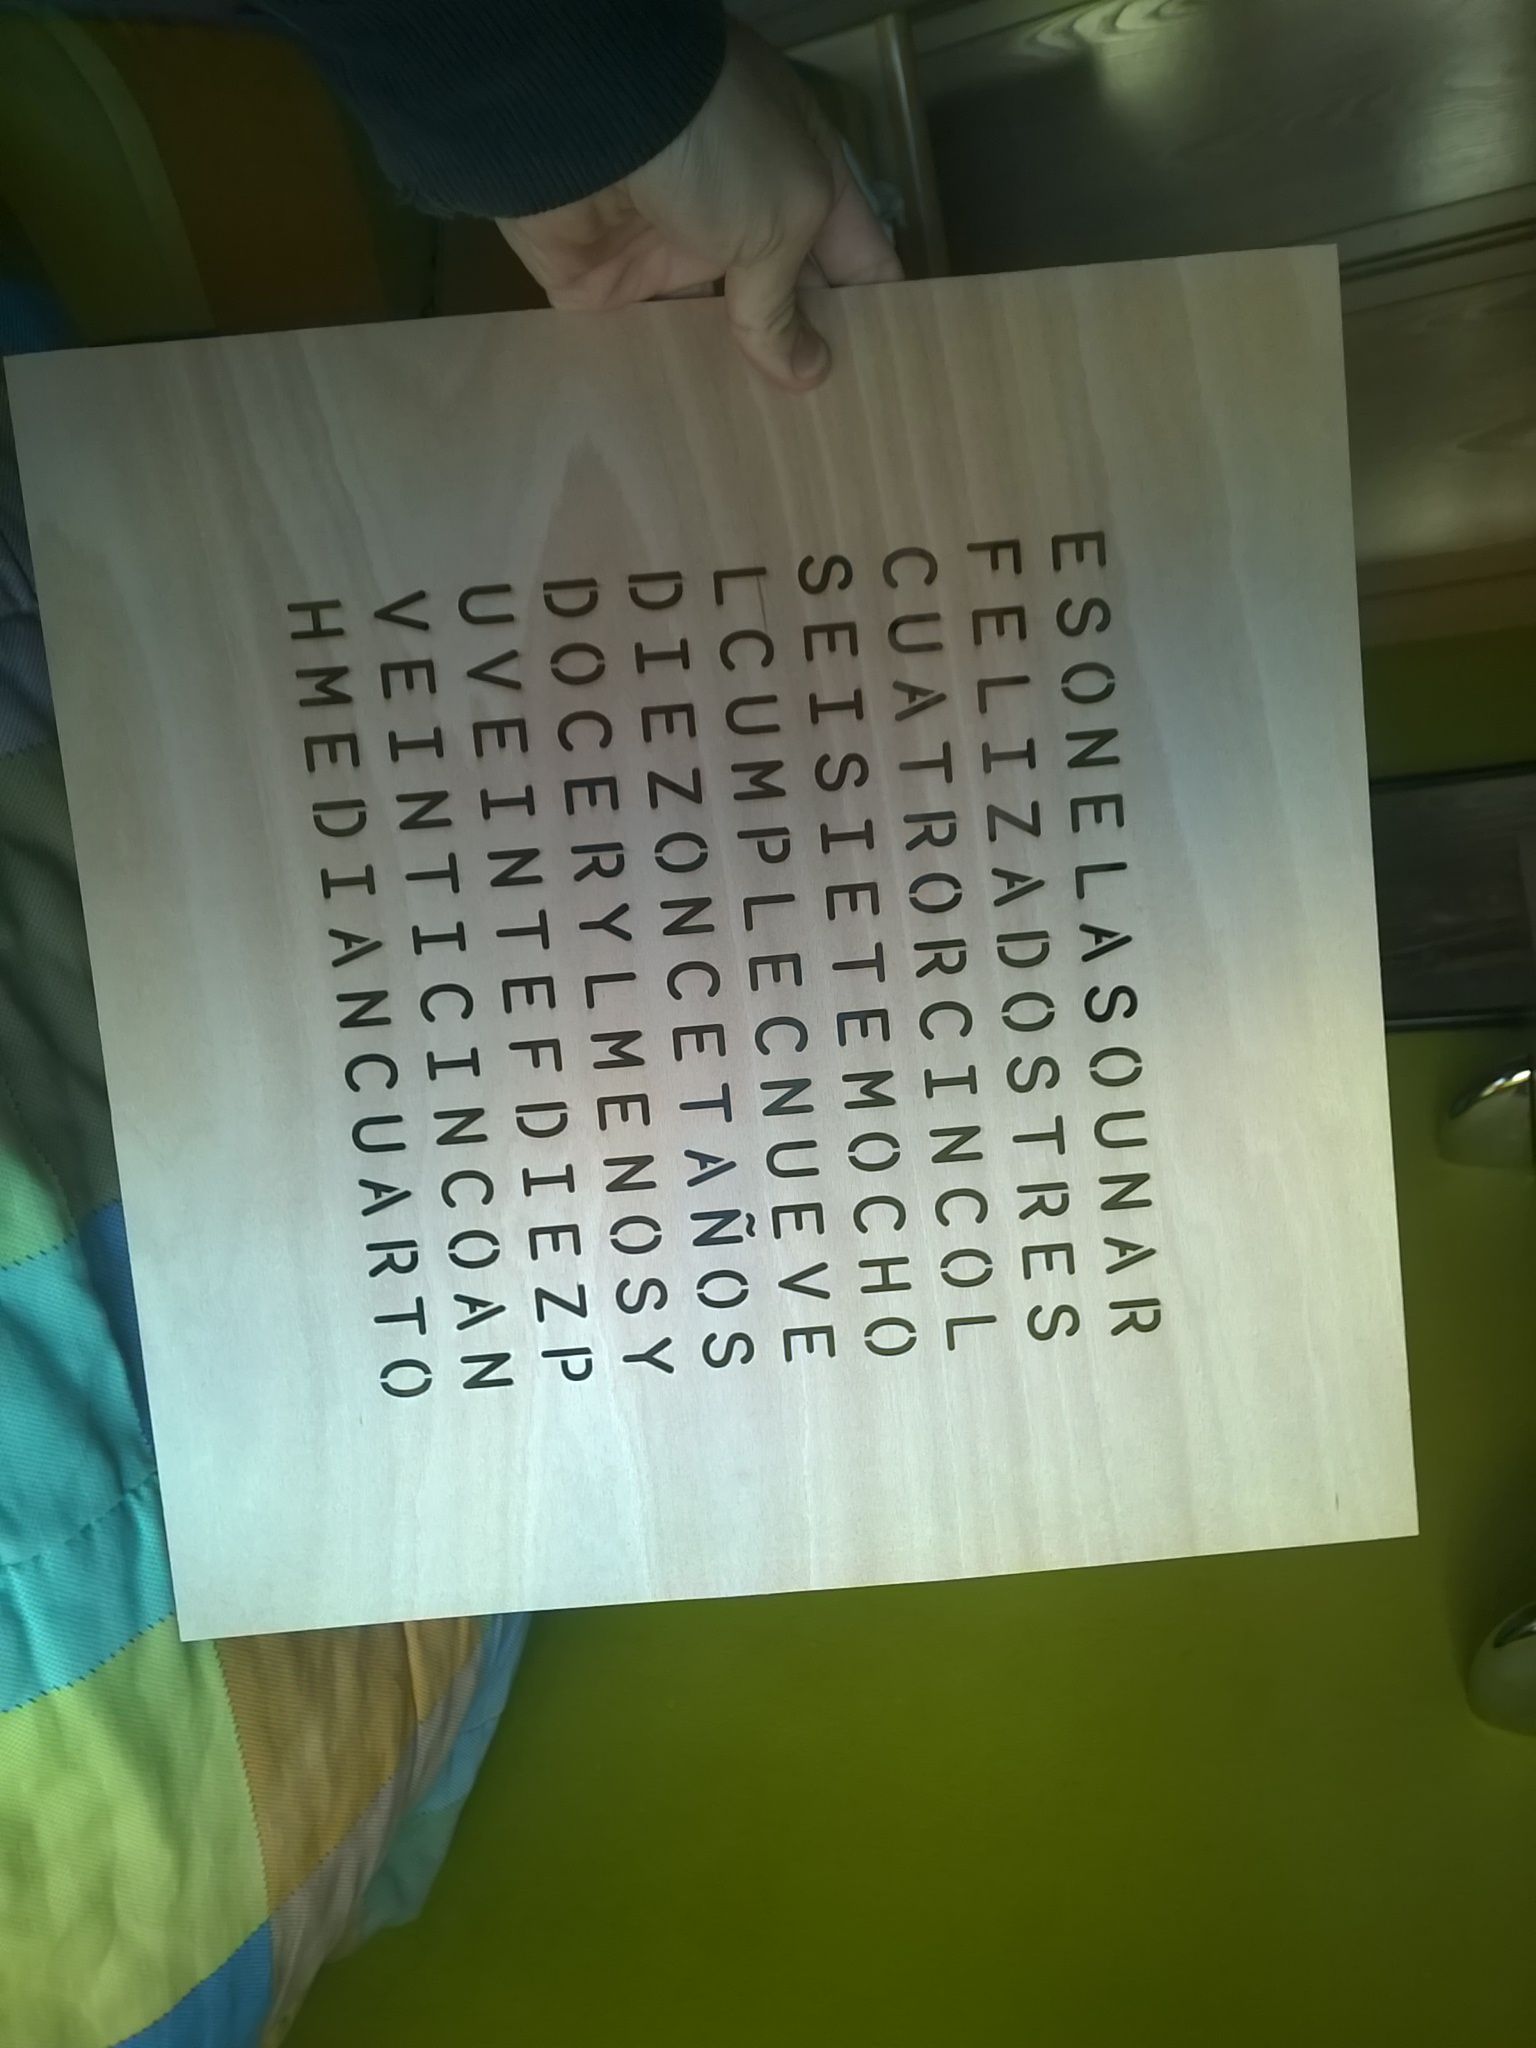 ESONELASOUNAR
FELIZADOSTRES
CUATRORCINCOL
SEISIETEMOCHO
LCUMPLECNUEVE
DIEZONCETAÑOS
DOCERYLMENOSY
UVEINTEFDIEZP
VEINTICINCOAN
HMEDIANCUARTO